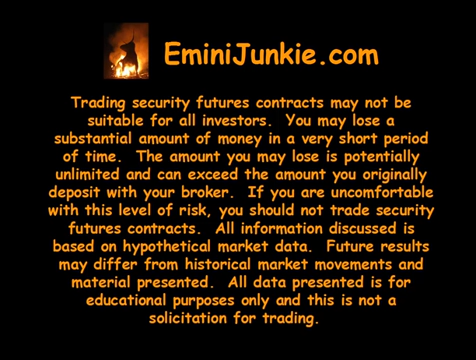 EminiJunkie.com
Trading security futures contracts may not be
suitable for all investors. You may lose a
substantial amount of money in a very short period
of time. The amount you may lose is potentially
unlimited and can exceed the amount you originally
deposit with your broker. If you are uncomfortable
with this level of risk, you should not trade security
futures contracts. All information discussed is
based on hypothetical market data. Future results
may differ from historical market movements and
material presented. All data presented is for
educational purposes only and this is not a
solicitation for trading.